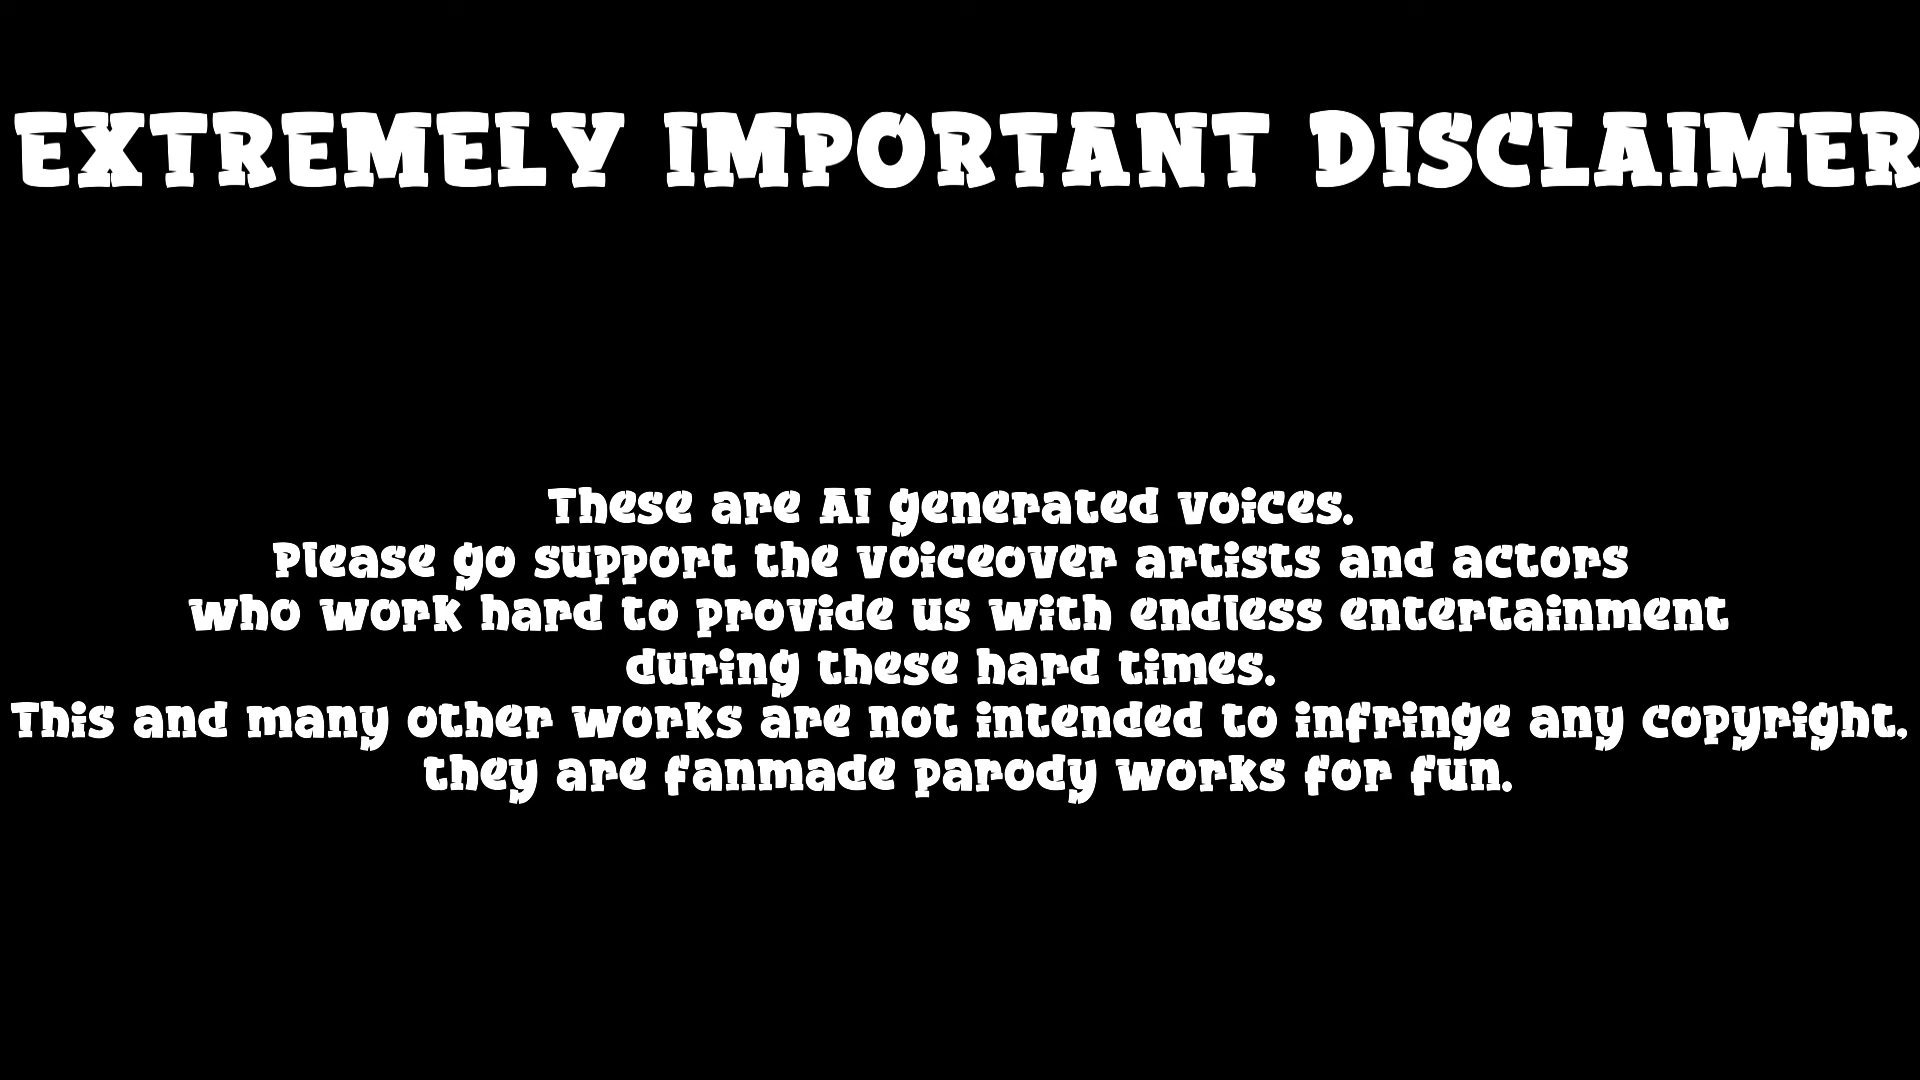 EXTREMELY IMPORTANT DISCLAIMER
These are AI generated voices.
Please go support the voiceover artists and actors
who work hard to provide us with endless entertainment
during these hard times.
This and many other works are not intended to infringe any copyright,
they are fanmade parody works for fun.